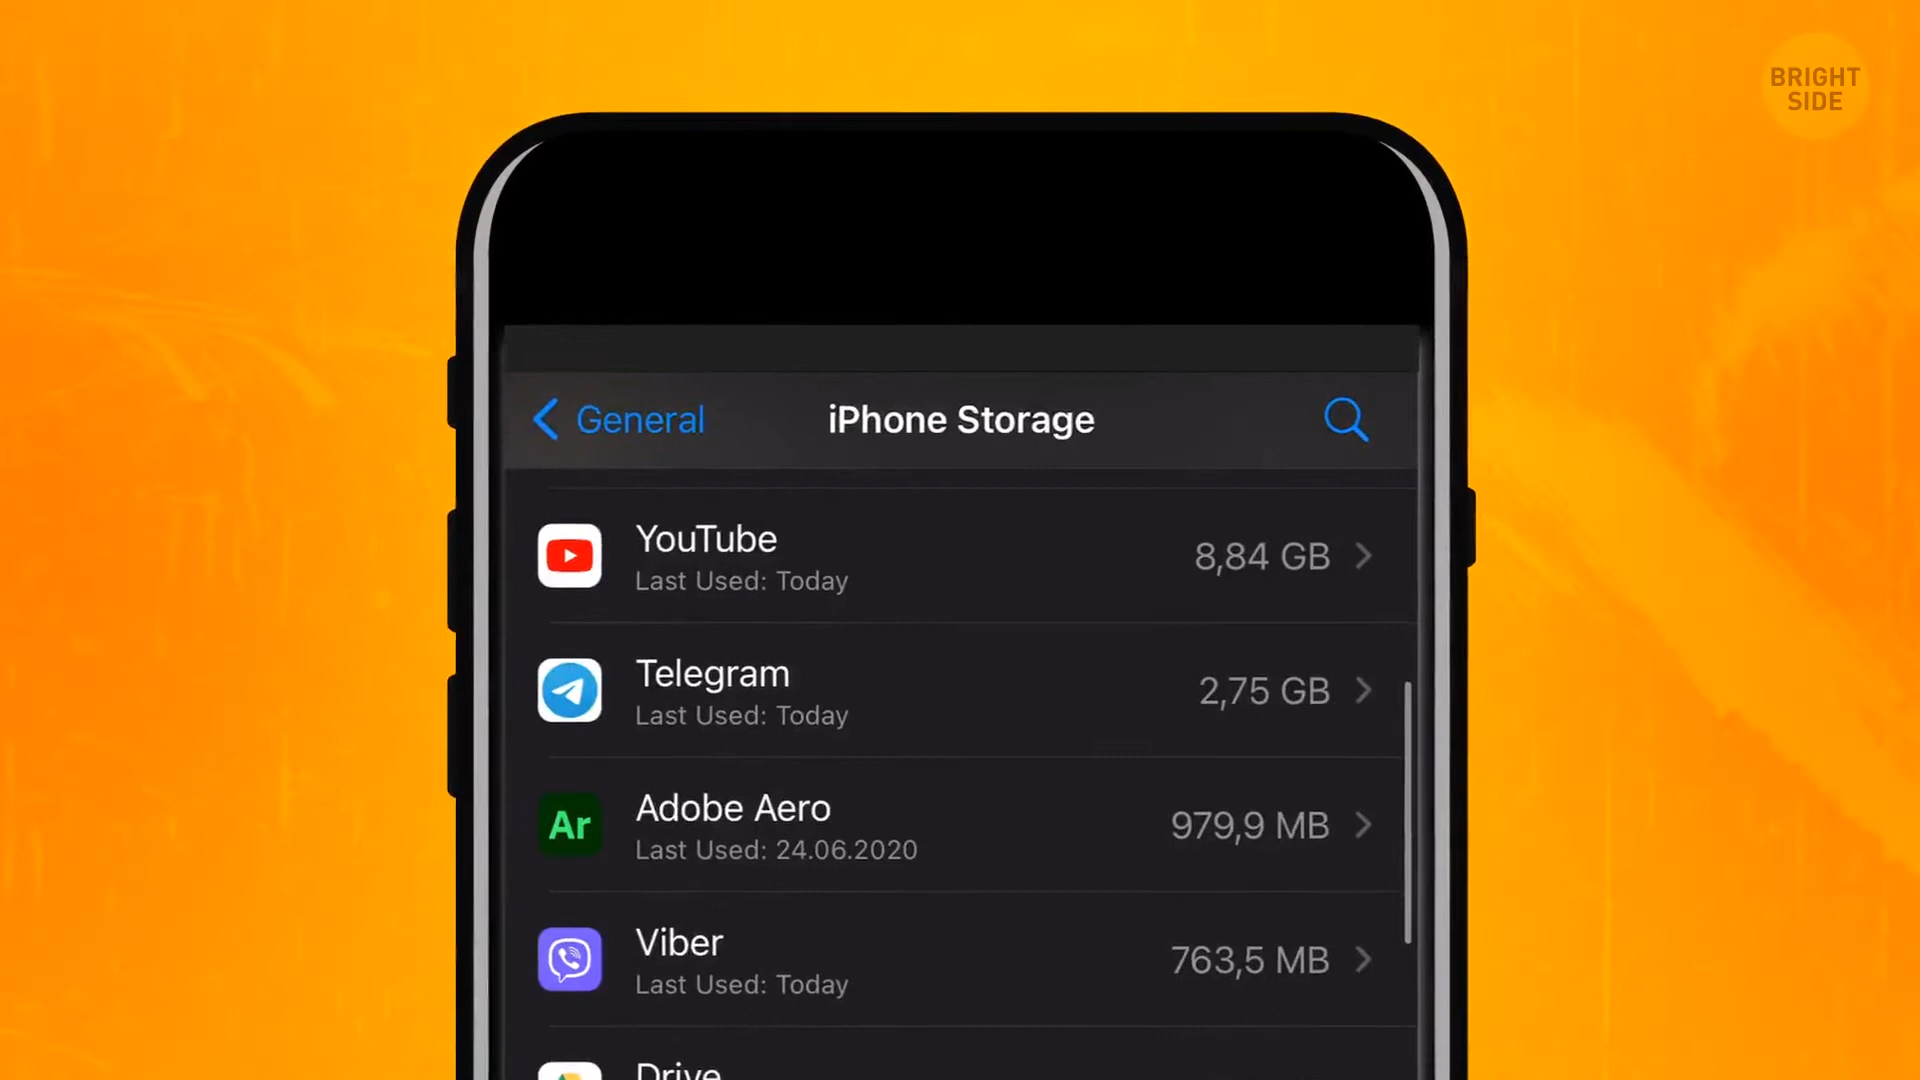 BRIGHT
SIDE
General
iPhone Storage
YouTube
Last Used: Today
8,84 GB
Telegram
Last Used: Today
2,75 GB
Ar
Adobe Aero
Last Used: 24.06.2020
979,9 MB
Viber
Last Used: Today
763,5 MB
Drive